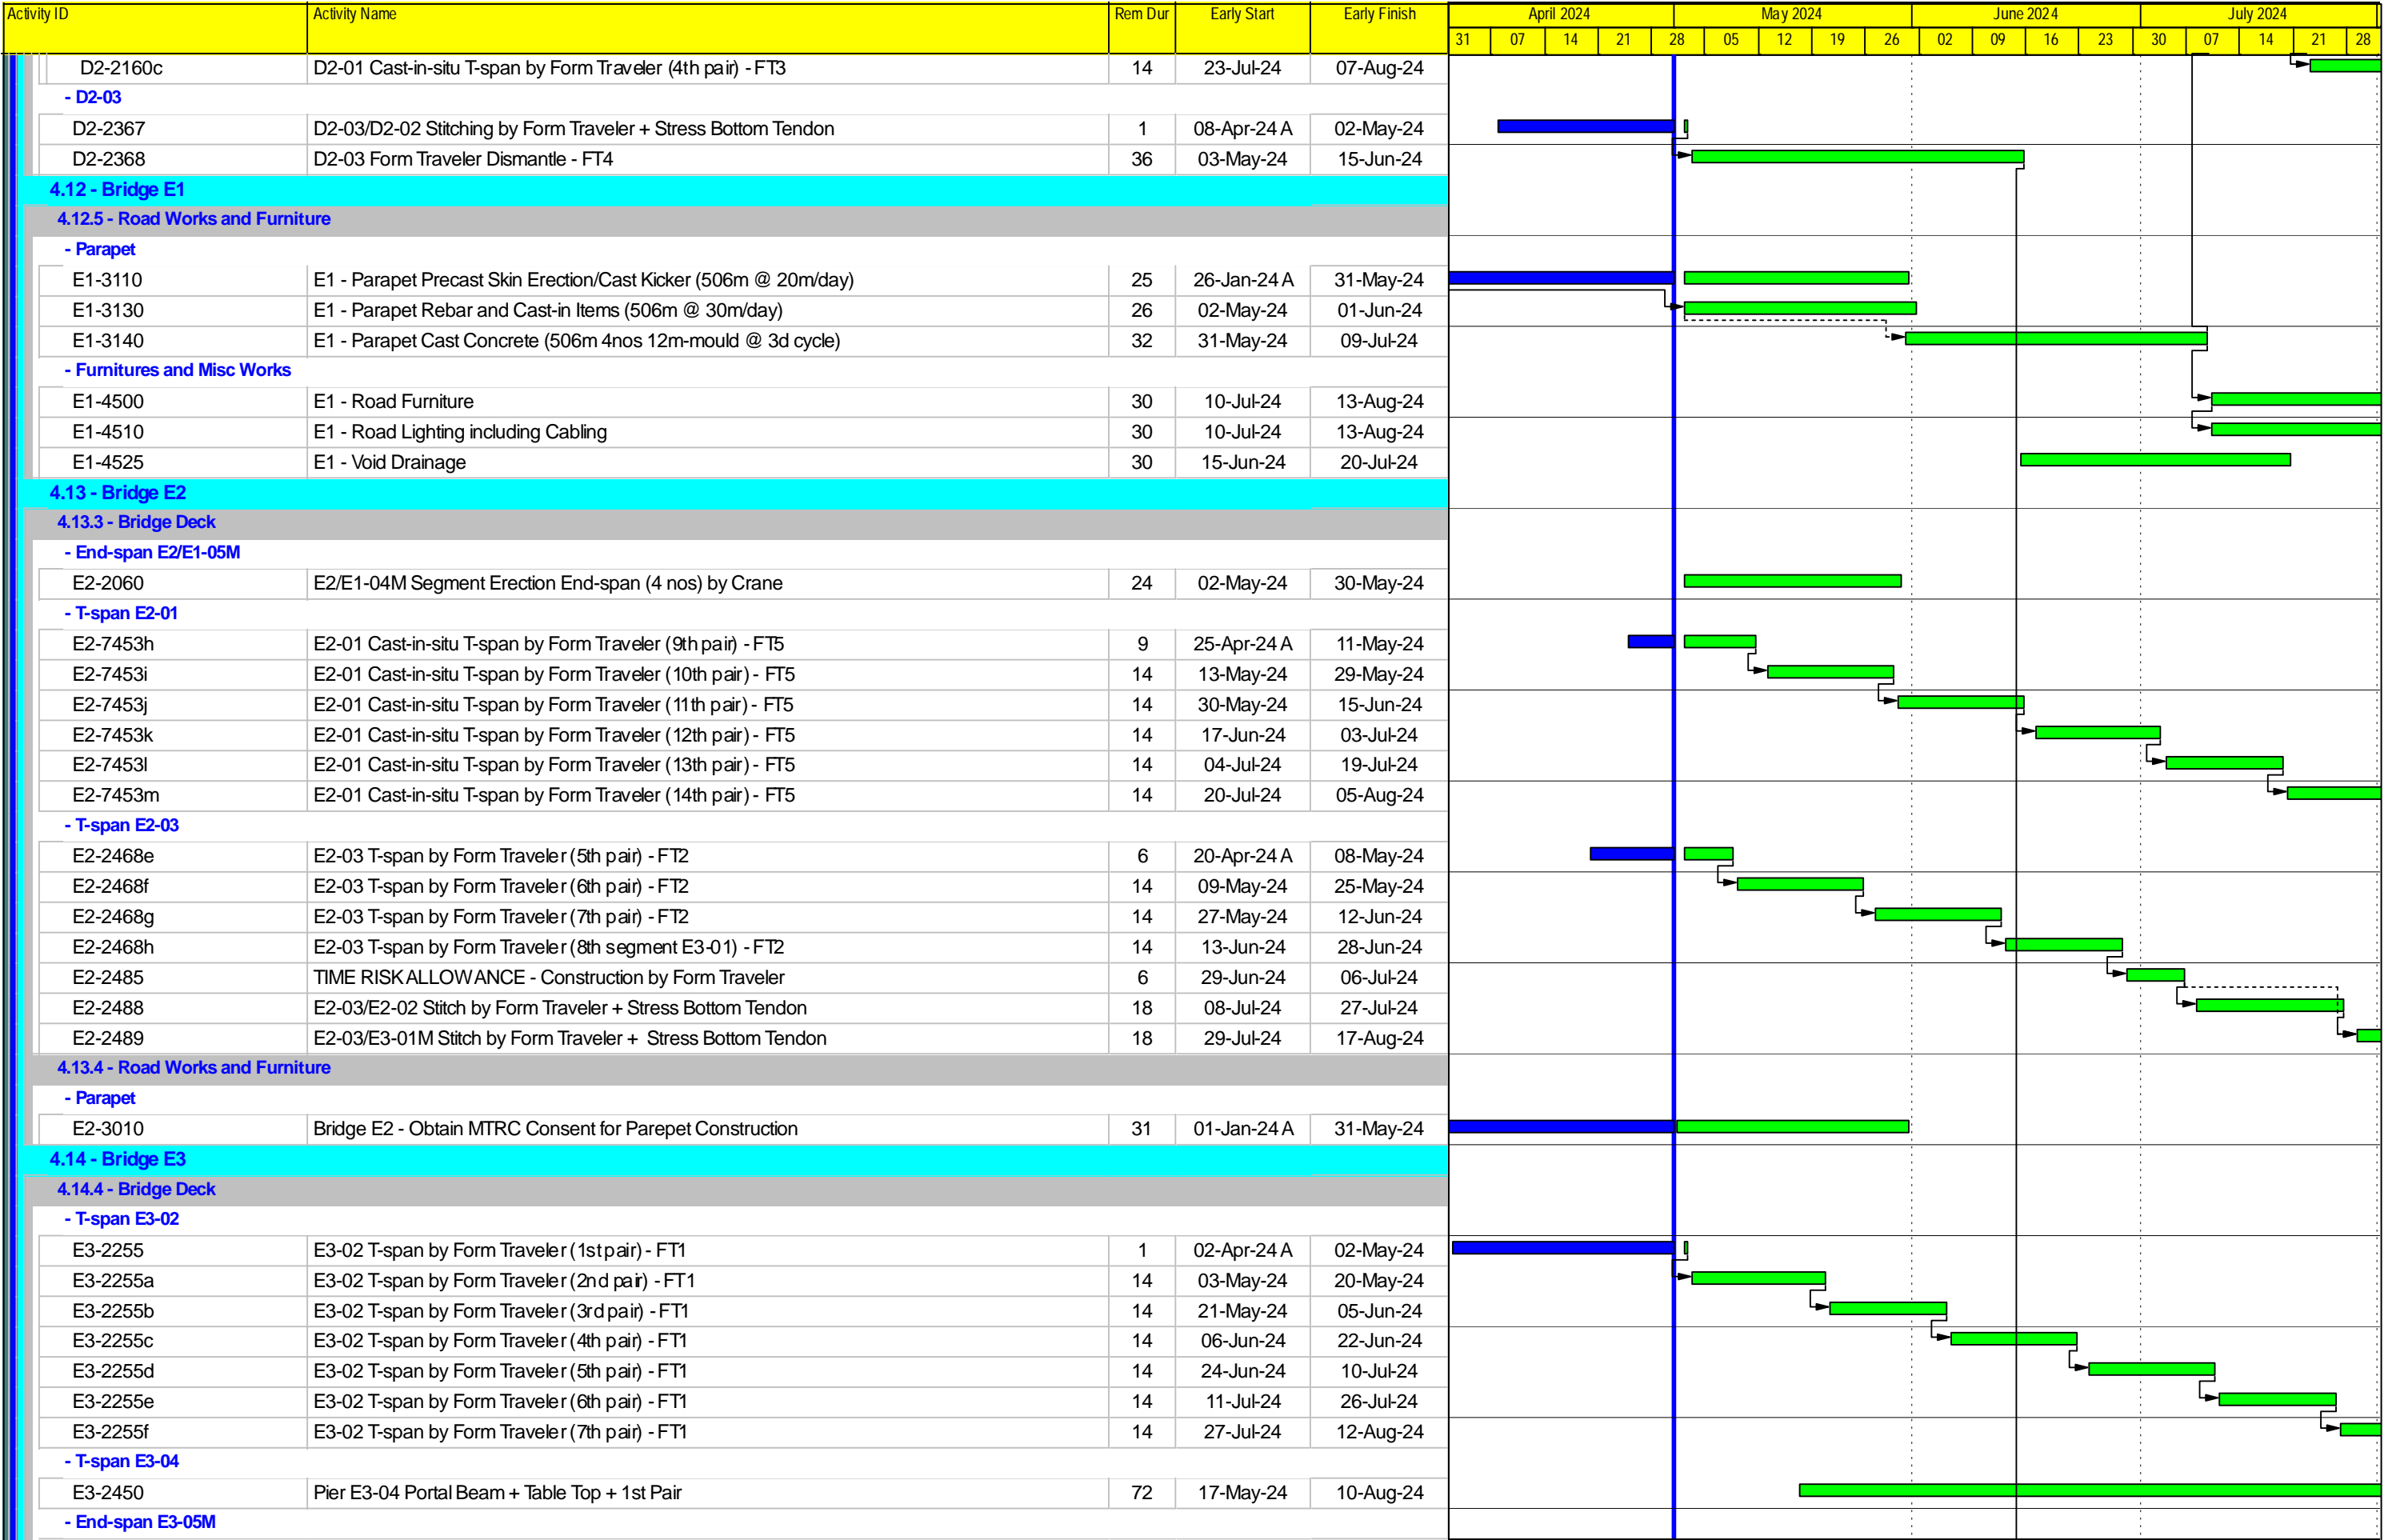 Activity ID Activity Name Rem Dur Early Start Early Finish April 2024 May 2024 June 2024 July 2024
31 07 14 21 28 05 12 19 26 02 09 16 23 30 07 14 21 28
D2-2160c D2-01 Cast-in-situ T-span by Form Traveler (4th pair) - FT3 14 23-Jul-24 07-Aug-24
- D2-03
D2-2367 D2-03/D2-02 Stitching by Form Traveler + Stress Bottom Tendon 1 08-Apr-24 A 02-May-24
D2-2368 D2-03 Form Traveler Dismantle - FT4 36 03-May-24 15-Jun-24
4.12 - Bridge E1
4.12.5 - Road Works and Furniture
- Parapet
E1-3110 E1 - Parapet Precast Skin Erection/Cast Kicker (506m @ 20m/day) 25 26-Jan-24 A 31-May-24
E1-3130 E1 - Parapet Rebar and Cast-in Items (506m @ 30m/day) 26 02-May-24 01-Jun-24
E1-3140 E1 - Parapet Cast Concrete (506m 4nos 12m-mould @ 3d cycle) 32 31-May-24 09-Jul-24
- Furnitures and Misc Works
E1-4500 E1 - Road Furniture 30 10-Jul-24 13-Aug-24
E1-4510 E1 - Road Lighting including Cabling 30 10-Jul-24 13-Aug-24
E1-4525 E1 - Void Drainage 30 15-Jun-24 20-Jul-24
4.13 - Bridge E2
4.13.3 - Bridge Deck
- End-span E2/E1-05M
E2-2060 E2/E1-04M Segment Erection End-span (4 nos) by Crane 24 02-May-24 30-May-24
- T-span E2-01
E2-7453h E2-01 Cast-in-situ T-span by Form Traveler (9th pair) - FT5 9 25-Apr-24 A 11-May-24
E2-7453i E2-01 Cast-in-situ T-span by Form Traveler (10th pair) - FT5 14 13-May-24 29-May-24
E2-7453j E2-01 Cast-in-situ T-span by Form Traveler (11th pair) - FT5 14 30-May-24 15-Jun-24
E2-7453k E2-01 Cast-in-situ T-span by Form Traveler (12th pair) - FT5 14 17-Jun-24 03-Jul-24
E2-7453l E2-01 Cast-in-situ T-span by Form Traveler (13th pair) - FT5 14 04-Jul-24 19-Jul-24
E2-7453m E2-01 Cast-in-situ T-span by Form Traveler (14th pair) - FT5 14 20-Jul-24 05-Aug-24
- T-span E2-03
E2-2468e E2-03 T-span by Form Traveler (5th pair) - FT2 6 20-Apr-24 A 08-May-24
E2-2468f E2-03 T-span by Form Traveler (6th pair) - FT2 14 09-May-24 25-May-24
E2-2468g E2-03 T-span by Form Traveler (7th pair) - FT2 14 27-May-24 12-Jun-24
E2-2468h E2-03 T-span by Form Traveler (8th segment E3-01) - FT2 14 13-Jun-24 28-Jun-24
E2-2485 TIME RISK ALLOWANCE - Construction by Form Traveler 6 29-Jun-24 06-Jul-24
E2-2488 E2-03/E2-02 Stitch by Form Traveler + Stress Bottom Tendon 18 08-Jul-24 27-Jul-24
E2-2489 E2-03/E3-01M Stitch by Form Traveler + Stress Bottom Tendon 18 29-Jul-24 17-Aug-24
4.13.4 - Road Works and Furniture
- Parapet
E2-3010 Bridge E2 - Obtain MTRC Consent for Parepet Construction 31 01-Jan-24 A 31-May-24
4.14 - Bridge E3
4.14.4 - Bridge Deck
- T-span E3-02
E3-2255 E3-02 T-span by Form Traveler (1st pair) - FT1 1 02-Apr-24 A 02-May-24
E3-2255a E3-02 T-span by Form Traveler (2nd pair) - FT1 14 03-May-24 20-May-24
E3-2255b E3-02 T-span by Form Traveler (3rd pair) - FT1 14 21-May-24 05-Jun-24
E3-2255c E3-02 T-span by Form Traveler (4th pair) - FT1 14 06-Jun-24 22-Jun-24
E3-2255d E3-02 T-span by Form Traveler (5th pair) - FT1 14 24-Jun-24 10-Jul-24
E3-2255e E3-02 T-span by Form Traveler (6th pair) - FT1 14 11-Jul-24 26-Jul-24
E3-2255f E3-02 T-span by Form Traveler (7th pair) - FT1 14 27-Jul-24 12-Aug-24
- T-span E3-04
E3-2450 Pier E3-04 Portal Beam + Table Top + 1st Pair 72 17-May-24 10-Aug-24
- End-span E3-05M